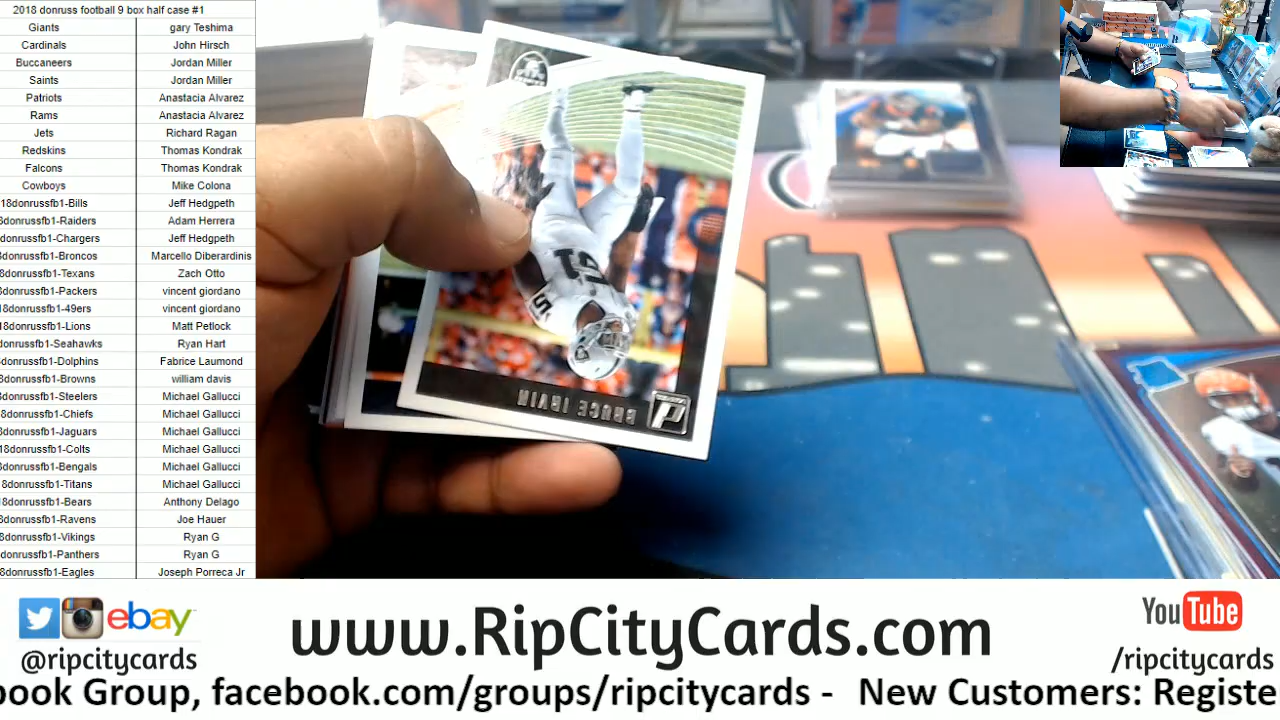 2018 donruss football 9 box half case #1
Giants gary Teshima
Cardinals John Hirsch
Buccaneers Jordan Miller
Saints Jordan Miller
Patriots Anastacia Alvarez
Rams Anastacia Alvarez
Jets Richard Ragan
Redskins Thomas Kondrak
Falcons Thomas Kondrak
Cowboys Mike Colona
18donrussfb1-Bills Jeff Hedgpeth
8donrussfb1-Raiders Adam Herrera
donrussfb1-Chargers Jeff Hedgpeth
donrussfb1-Broncos Marcello Diberardinis
8donrussfb1-Texans Zach Otto
8donrussfb1-Packers vincent giordano
18donrussfb1-49ers vincent giordano
18donrussfb1-Lions Matt Petlock
onrussfb1-Seahawks Ryan Hart
donrussfb1-Dolphins Fabrice Laumond
8donrussfb1-Browns william davis
8donrussfb1-Steelers Michael Gallucci
8donrussfb1-Chiefs Michael Gallucci
8donrussfb1-Jaguars Michael Gallucci
18donrussfb1-Colts Michael Gallucci
8donrussfb1-Bengals Michael Gallucci
18donrussfb1-Titans Michael Gallucci
18donrussfb1-Bears Anthony Delago
8donrussfb1-Ravens Joe Hauer
8donrussfb1-Vikings Ryan G
donrussfb1-Panthers Ryan G
8donrussfb1-Eagles Joseph Porreca Jr
51
BRUCE IRVIN
ebay
@ripcitycards
www.RipCityCards.com
YouTube
/ripcitycards
book Group, facebook.com/groups/ripcitycards - New Customers: Registe